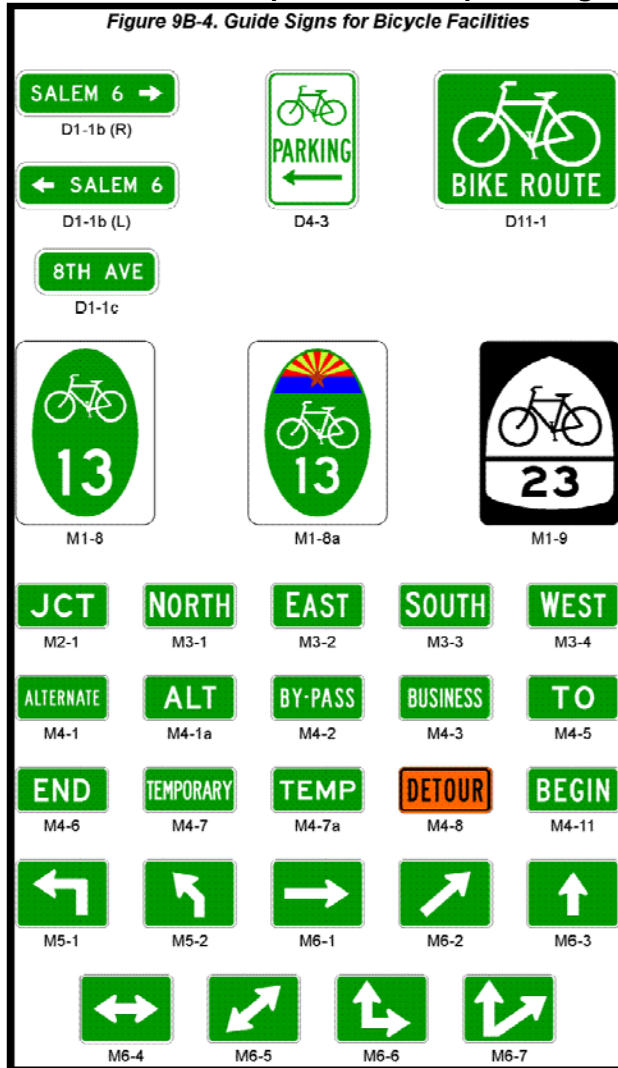 Figure 9B-4. Guide Signs for Bicycle Facilities
SALEM 6
D1-1b (R)
SALEM 6
D1-1b (L)
8TH AVE
D1-1c
PARKING
D4-3
BIKE ROUTE
D11-1
13
M1-8
13
M1-8a
23
M1-9
JCT NORTH EAST SOUTH WEST
M2-1 M3-1 M3-2 M3-3 M3-4
ALTERNATE ALT BY-PASS BUSINESS TO
M4-1 M4-1a M4-2 M4-3 M4-5
END TEMPORARY TEMP DETOUR BEGIN
M4-6 M4-7 M4-7a M4-8 M4-11
M5-1 M5-2 M6-1 M6-2 M6-3
M6-4 M6-5 M6-6 M6-7